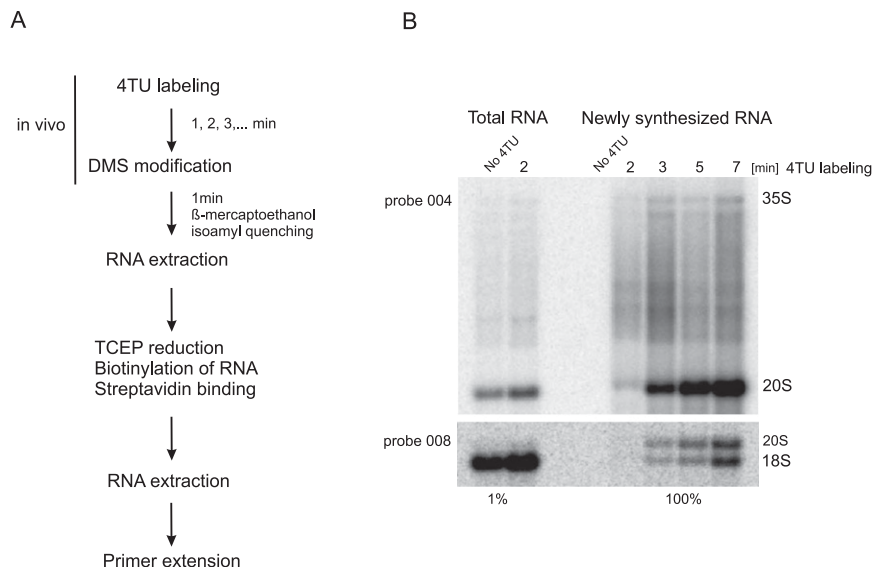 A
4TU labeling
in vivo
1, 2, 3,... min
DMS modification
1min
ß-mercaptoethanol
isoamyl quenching
RNA extraction
TCEP reduction
Biotinylation of RNA
Streptavidin binding
RNA extraction
Primer extension
B
Total RNA Newly synthesized RNA
No 4TU 2 No 4TU 2 3 5 7 [min] 4TU labeling
probe 004 35S
20S
probe 008 20S
18S
1% 100%